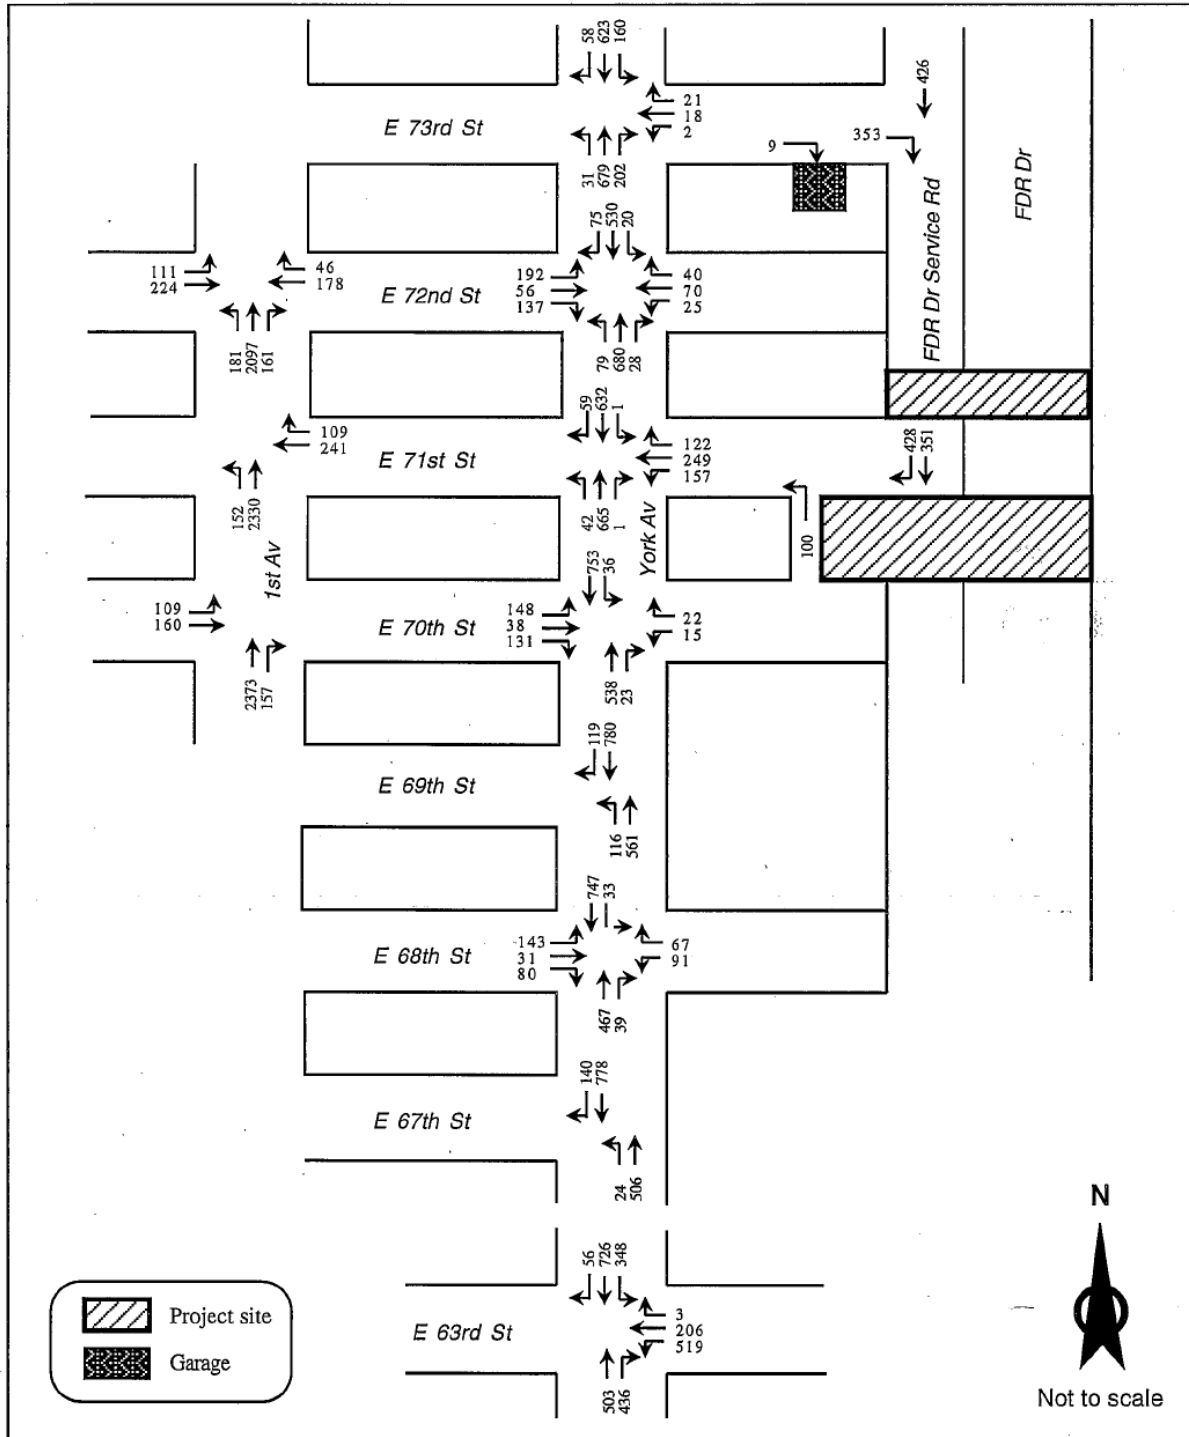 58 623 160
426
21
18
2
E 73rd St
353
9
31 679 202
FDR Dr Service Rd
FDR Dr
75 530 20
111
224
46
178
E 72nd St
192
56
137
40
70
25
181 2097 161
79 680 28
59 632 1
109
241
E 71st St
122
249
157
428 351
152 2330
42 665 1
York Av
100
1st Av
753 36
109
160
E 70th St
148
38
131
22
15
2373 157
538 23
119 780
E 69th St
116 561
747 33
E 68th St
143
31
80
67
91
467 39
140 778
E 67th St
24 506
N
56 726 348
Project site
Garage
E 63rd St
3
206
519
503 436
Not to scale